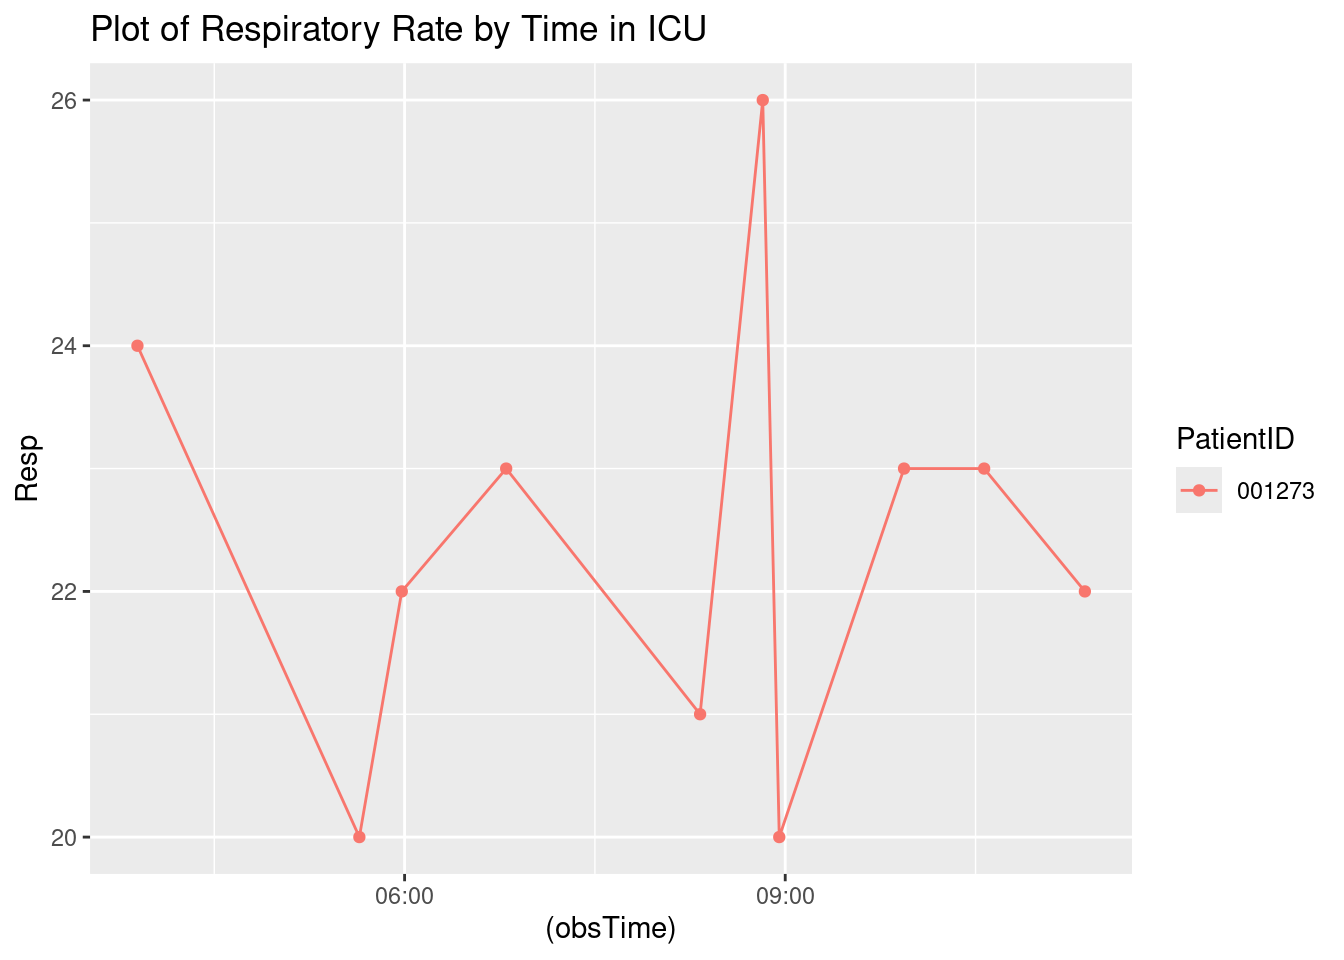 Plot of Respiratory Rate by Time in ICU
26
24
22
20
Resp
06:00
09:00
(obsTime)
PatientID
001273